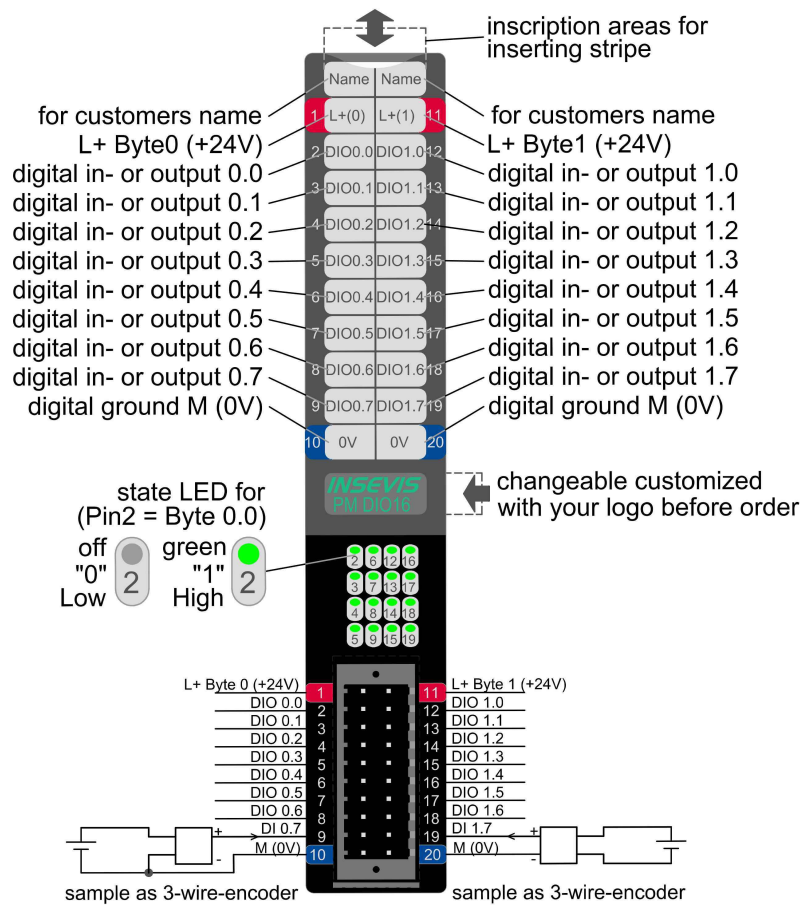 inscription areas for
inserting stripe
Name Name
for customers name
for customers name
1 L+(0) L+(1) 11
L+ Byte0 (+24V)
L+ Byte1 (+24V)
2 DIO0.0 DIO1.0 12
digital in- or output 0.0
digital in- or output 1.0
3 DIO0.1 DIO1.1 13
digital in- or output 0.1
digital in- or output 1.1
4 DIO0.2 DIO1.2 14
digital in- or output 0.2
digital in- or output 1.2
5 DIO0.3 DIO1.3 15
digital in- or output 0.3
digital in- or output 1.3
6 DIO0.4 DIO1.4 16
digital in- or output 0.4
digital in- or output 1.4
7 DIO0.5 DIO1.5 17
digital in- or output 0.5
digital in- or output 1.5
8 DIO0.6 DIO1.6 18
digital in- or output 0.6
digital in- or output 1.6
9 DIO0.7 DIO1.7 19
digital in- or output 0.7
digital in- or output 1.7
digital ground M (0V)
digital ground M (0V)
10 0V 0V 20
INSEVIS
PM DIO16
changeable customized
with your logo before order
state LED for
(Pin2 = Byte 0.0)
off green
"0" 2 "1" 2
Low High
2 6 12 16
3 7 13 17
4 8 14 18
5 9 15 19
L+ Byte 0 (+24V) 1 11 L+ Byte 1 (+24V)
DIO 0.0 2 12 DIO 1.0
DIO 0.1 3 13 DIO 1.1
DIO 0.2 4 14 DIO 1.2
DIO 0.3 5 15 DIO 1.3
DIO 0.4 6 16 DIO 1.4
DIO 0.5 7 17 DIO 1.5
DIO 0.6 8 18 DIO 1.6
+ DI 0.7 9 19 DI 1.7 +
- M (0V) 10 20 M (0V) -
sample as 3-wire-encoder
sample as 3-wire-encoder